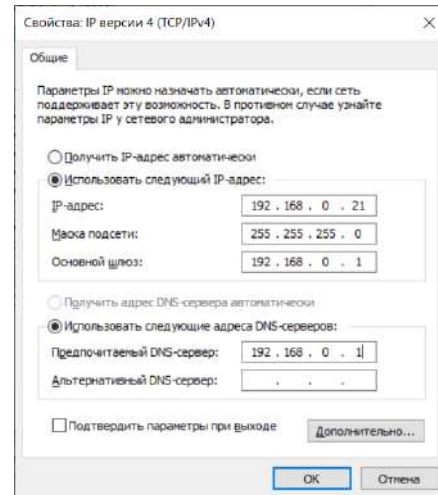 Свойства: IP версии 4 (TCP/IPv4)
Общие
Параметры IP можно назначать автоматически, если сеть
поддерживает эту возможность. В противном случае узнайте
параметры IP у сетевого администратора.
Получить IP-адрес автоматически
Использовать следующий IP-адрес:
IP-адрес: 192 . 168 . 0 . 21
Маска подсети: 255 . 255 . 255 . 0
Основной шлюз: 192 . 168 . 0 . 1
Получить адрес DNS-сервера автоматически
Использовать следующие адреса DNS-серверов:
Предпочитаемый DNS-сервер: 192 . 168 . 0 . 1
Альтернативный DNS-сервер: . . .
Подтвердить параметры при выходе
Дополнительно...
OK Отмена